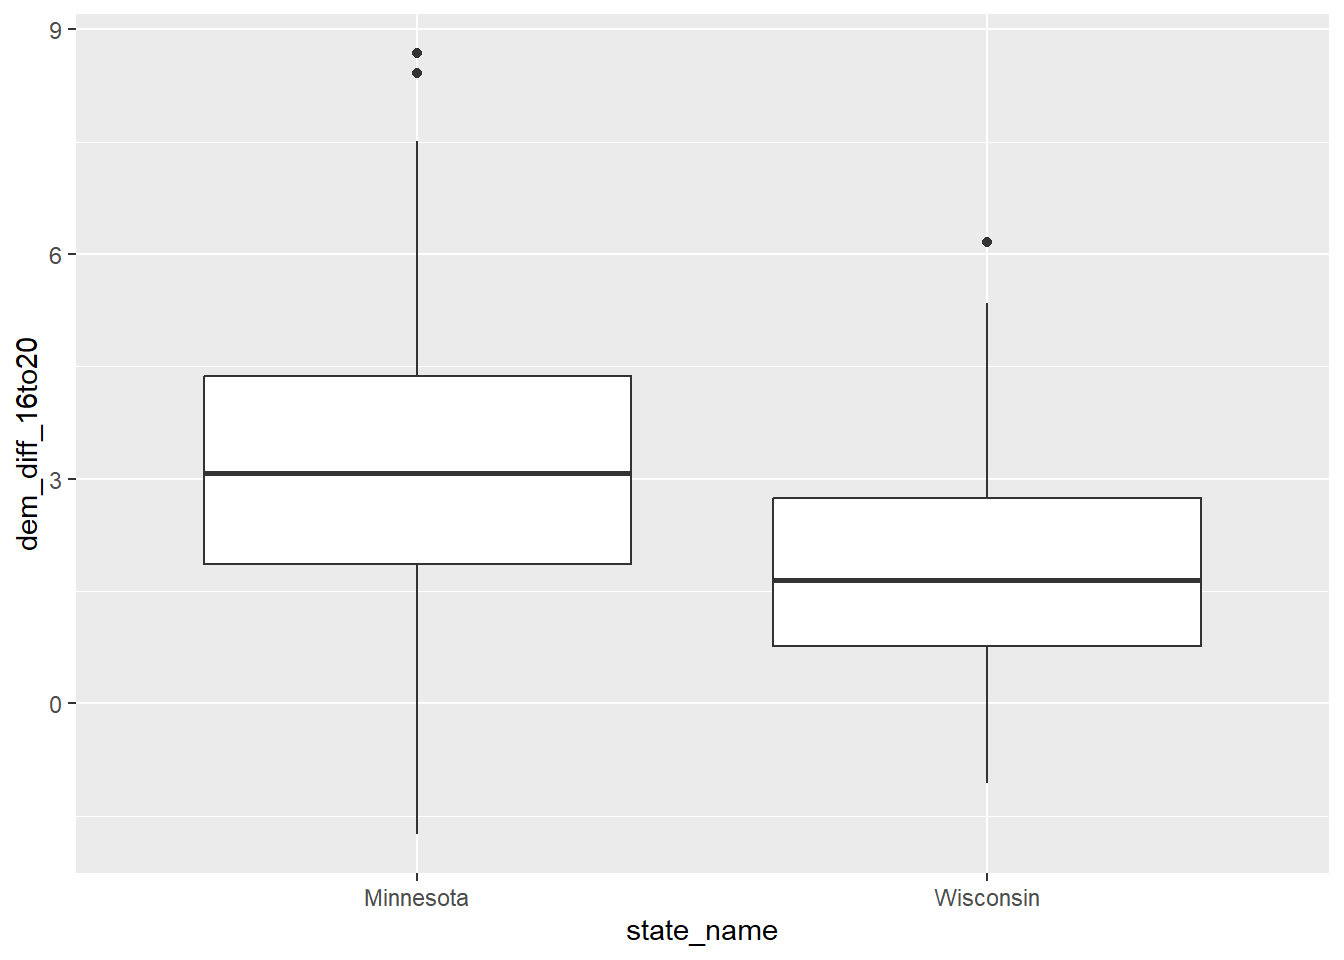 9
6
3
0
dem_diff_16to20
Minnesota
Wisconsin
state_name